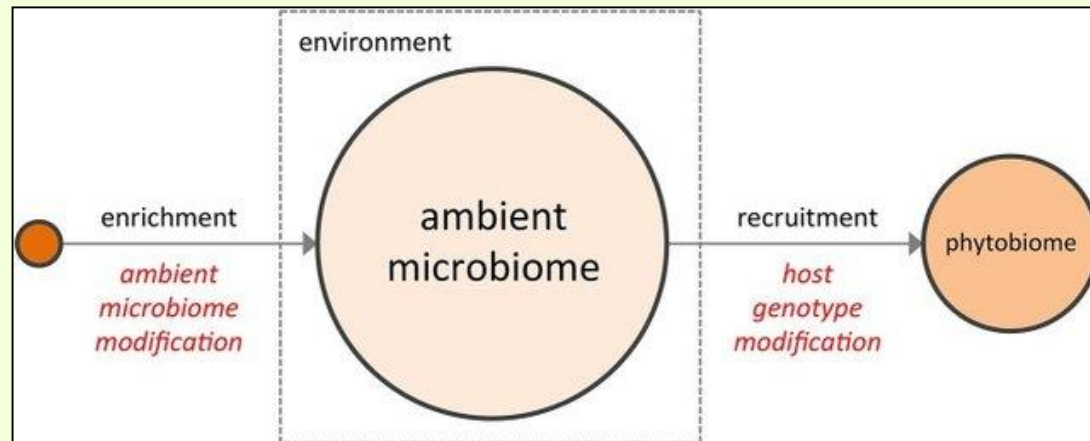 environment
enrichment
ambient
microbiome
modification
ambient
microbiome
recruitment
host
genotype
modification
phytobiome